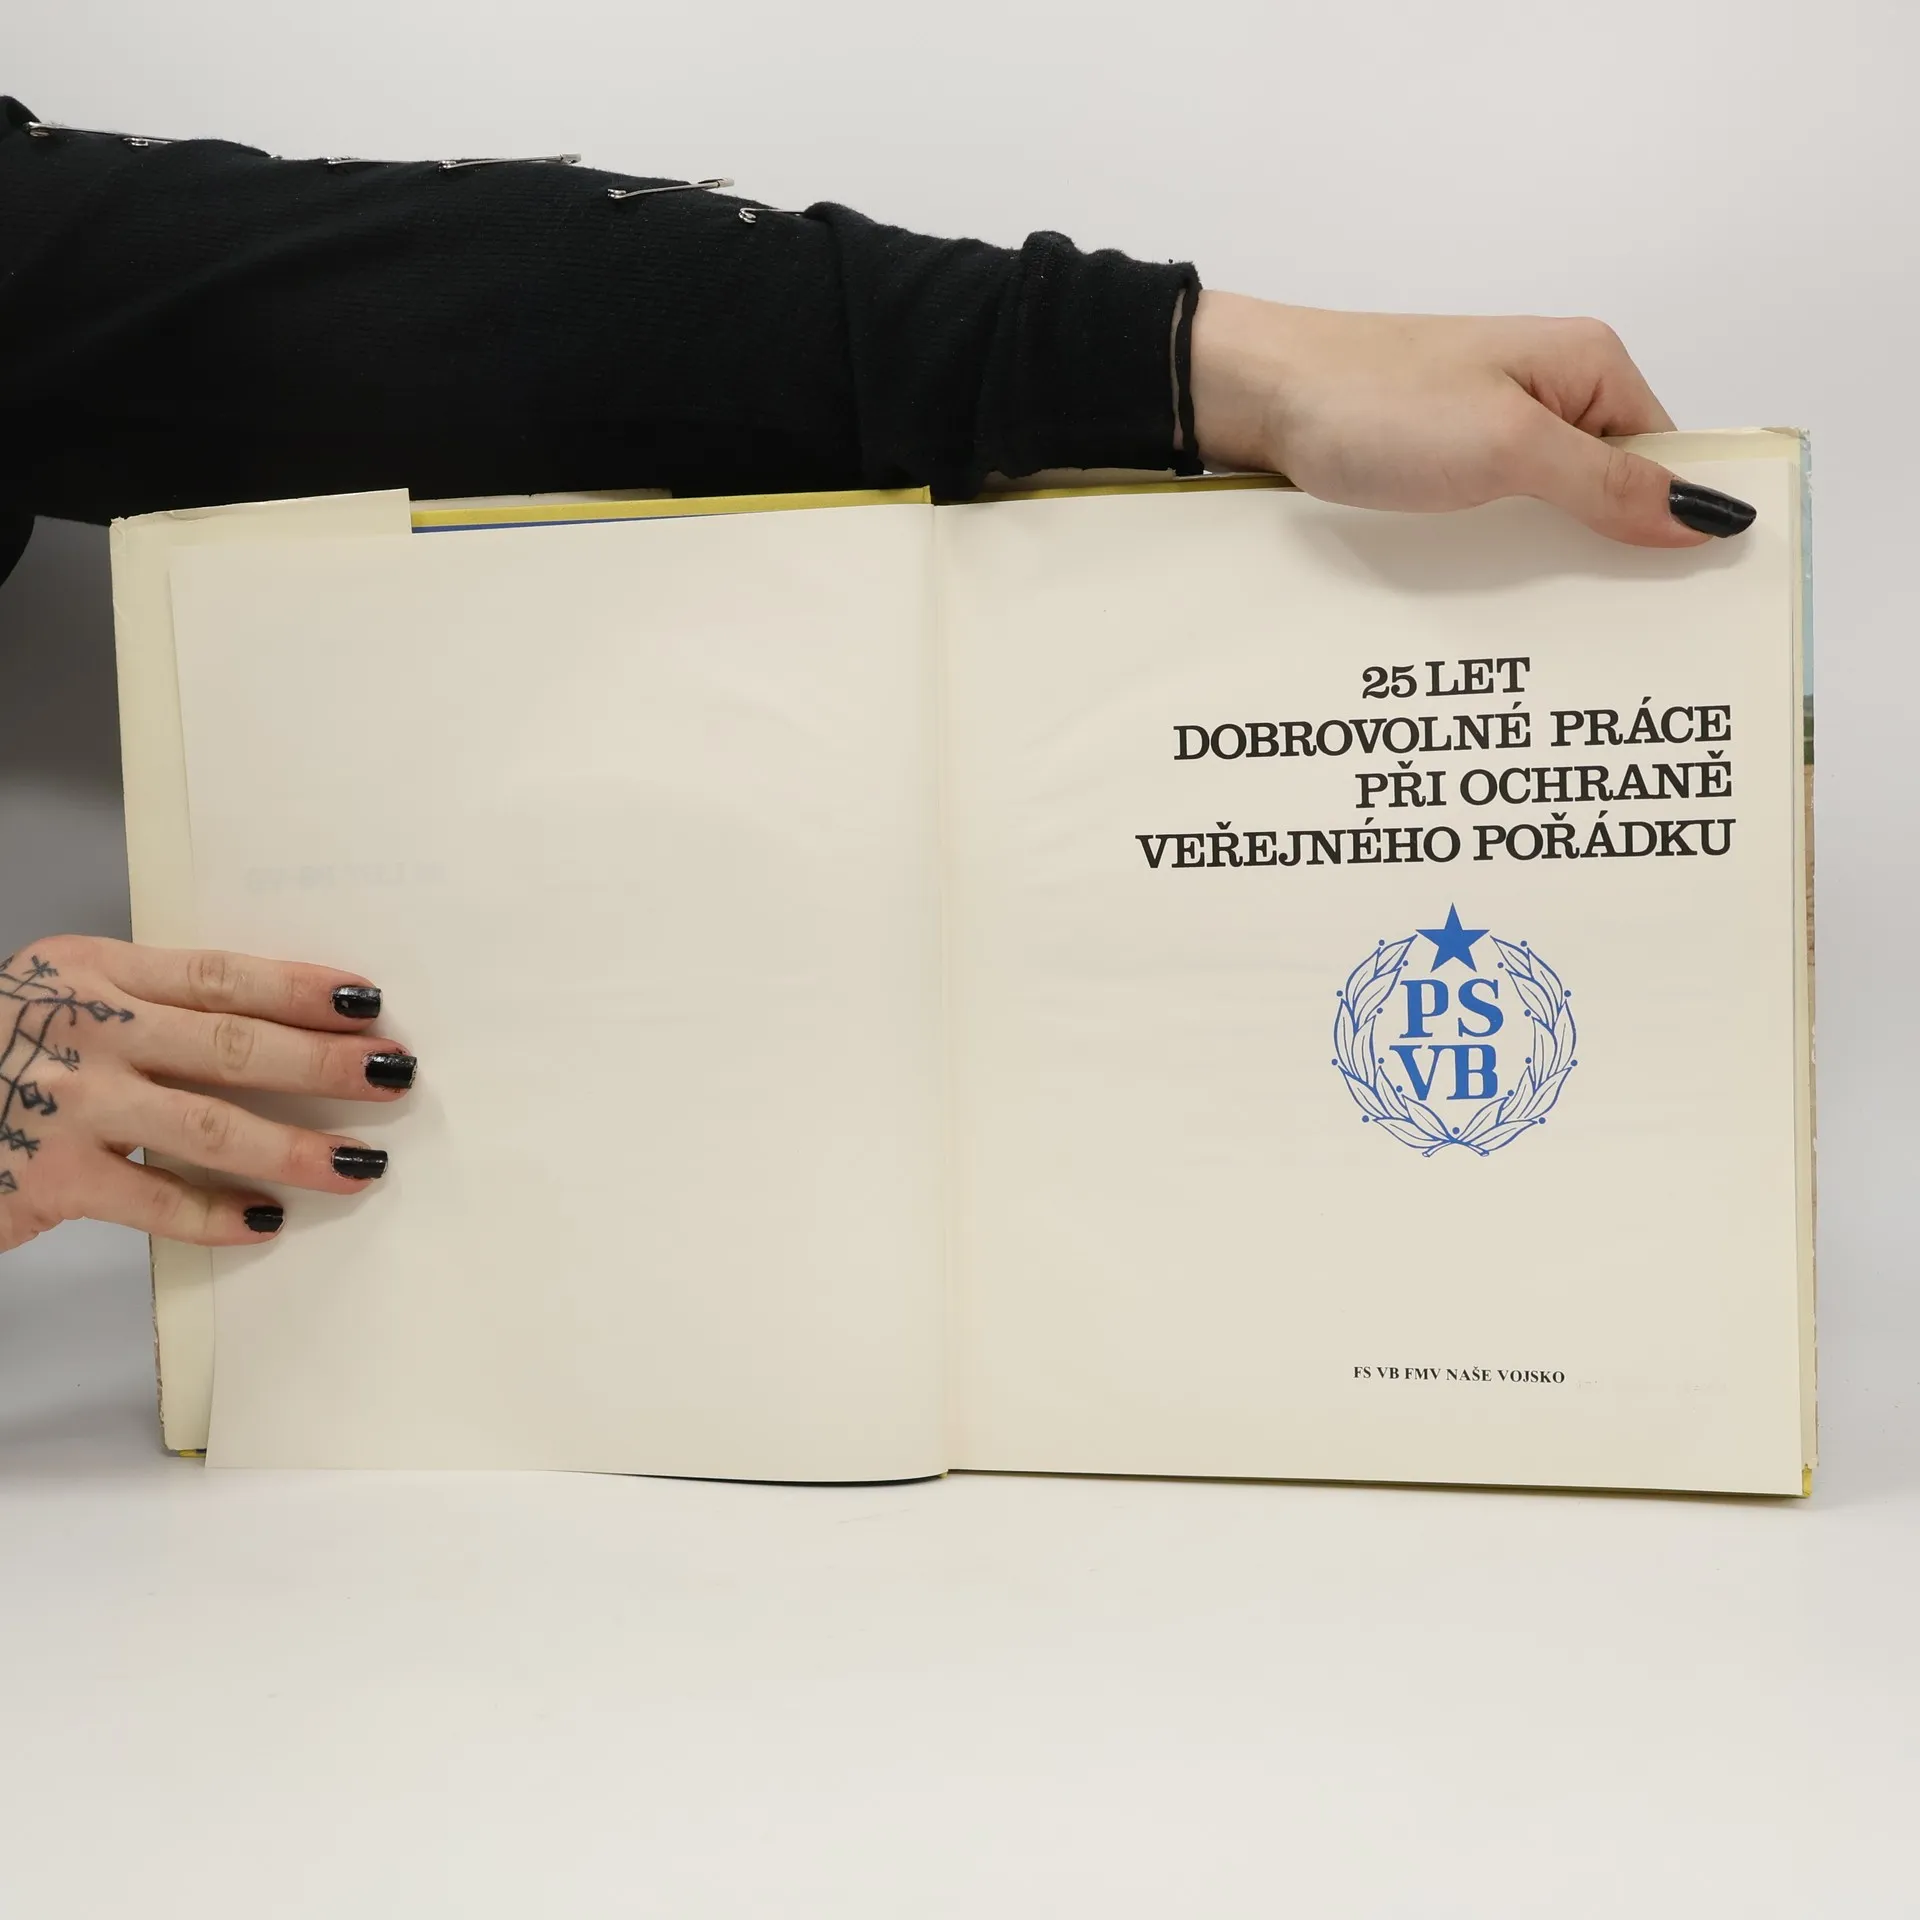 25 LET
DOBROVOLNÉ PRÁCE
PŘI OCHRANĚ
VEŘEJNÉHO POŘÁDKU
PS
VB
FS VB FMV NAŠE VOJSKO